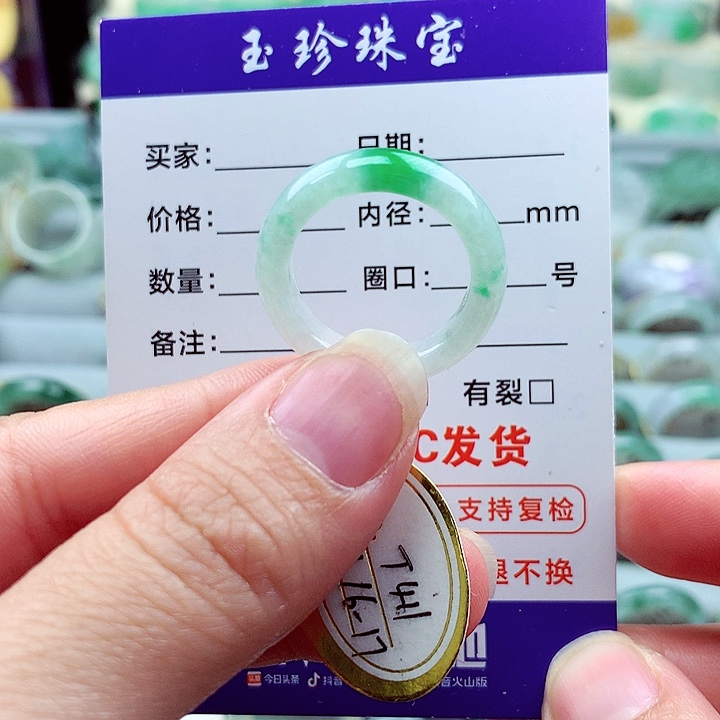 玉珍珠宝
买家: 日期:
价格: 内径: mm
数量: 圈口: 号
备注:
有裂□
C发货
支持复检
退不换
16-17
今日头条 抖音 音火山版